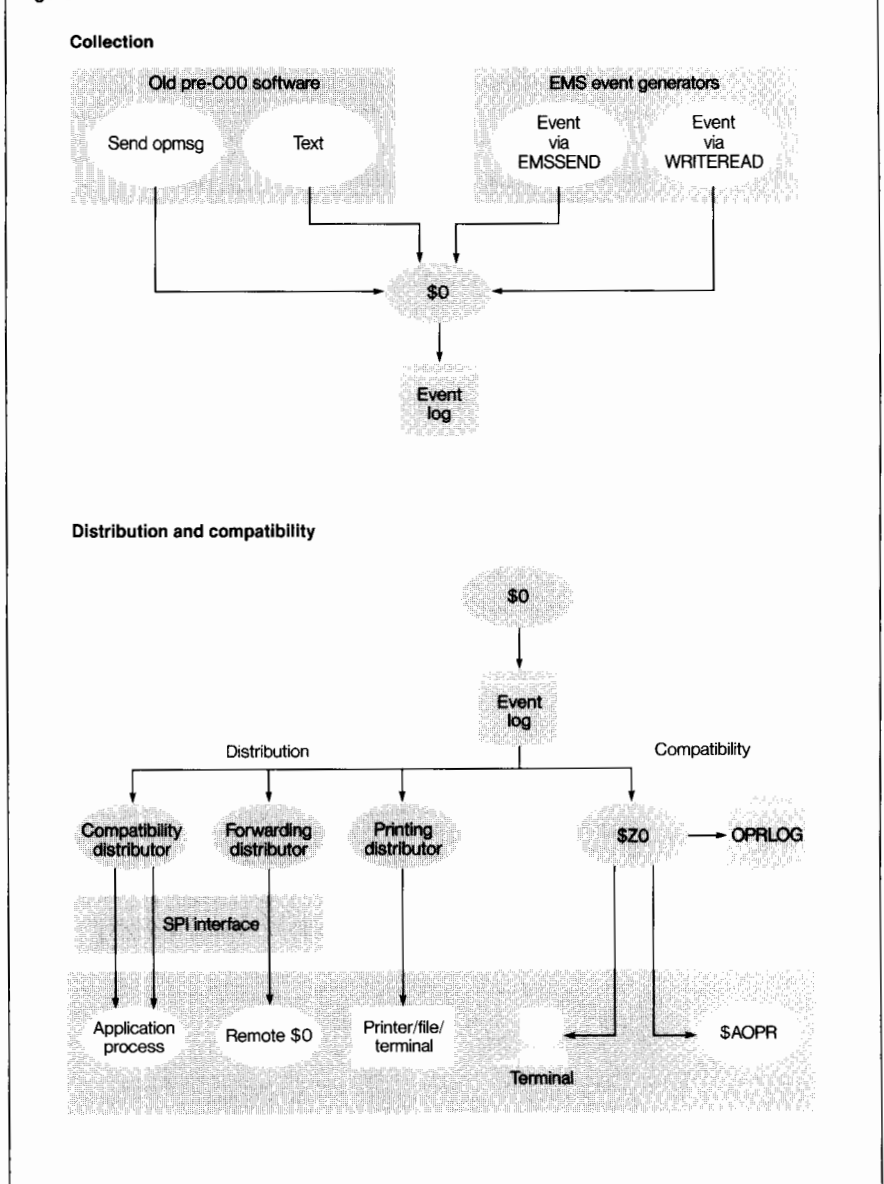 Collection
Old pre-C00 software
EMS event generators
Send opmsg
Text
Event
via
EMSSEND
Event
via
WRITEREAD
$0
Event
log
Distribution and compatibility
$0
Event
log
Distribution
Compatibility
Compatibility
distributor
Forwarding
distributor
Printing
distributor
$Z0
OPRLOG
SPI interface
Application
process
Remote $0
Printer/file/
terminal
Terminal
$AOPR